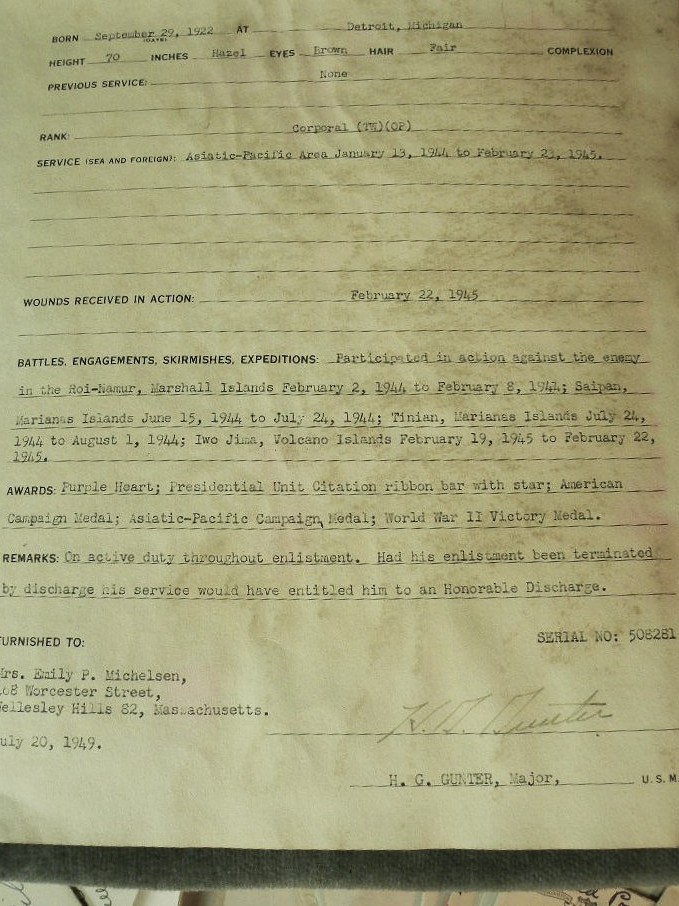 BORN September 29, 1922 AT Detroit, Michigan
(DATE)
HEIGHT 70 INCHES Hazel EYES Brown HAIR Fair COMPLEXION
PREVIOUS SERVICE: None
RANK: Corporal (TW)(OP)
SERVICE (SEA AND FOREIGN): Asiatic-Pacific Area January 13, 1944 to February 23, 1945.
WOUNDS RECEIVED IN ACTION: February 22, 1945
BATTLES, ENGAGEMENTS, SKIRMISHES, EXPEDITIONS: Participated in action against the enemy
in the Roi-Namur, Marshall Islands February 2, 1944 to February 8, 1944; Saipan,
Marianas Islands June 15, 1944 to July 24, 1944; Tinian, Marianas Islands July 24,
1944 to August 1, 1944; Iwo Jima, Volcano Islands February 19, 1945 to February 22,
1945.
AWARDS: Purple Heart; Presidential Unit Citation ribbon bar with star; American
Campaign Medal; Asiatic-Pacific Campaign Medal; World War II Victory Medal.
REMARKS: On active duty throughout enlistment. Had his enlistment been terminated
by discharge his service would have entitled him to an Honorable Discharge.
URNISHED TO: SERIAL NO: 508281
rs. Emily P. Michelsen,
68 Worcester Street,
ellesley Hills 82, Massachusetts.
H. G. Gunter
uly 20, 1949.
H. G. GUNTER, Major, U.S.M.